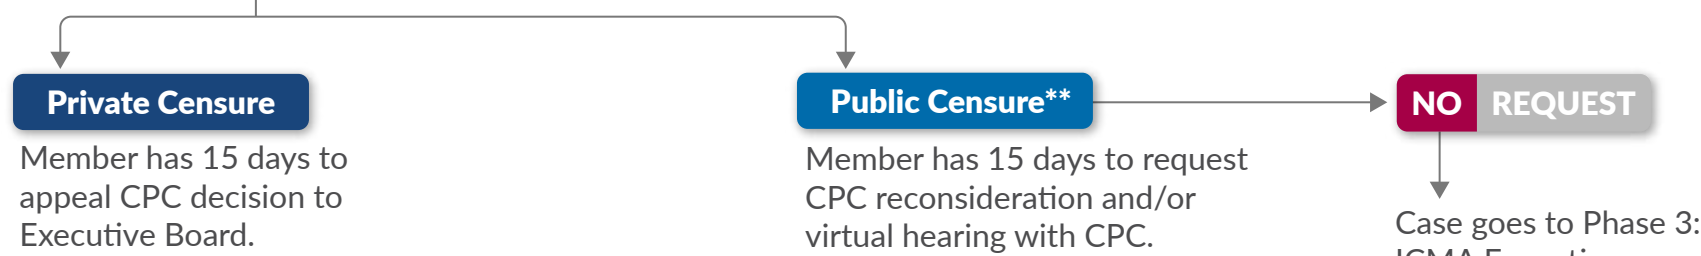 Private Censure
Member has 15 days to
appeal CPC decision to
Executive Board.
Public Censure**
Member has 15 days to request
CPC reconsideration and/or
virtual hearing with CPC.
NO REQUEST
Case goes to Phase 3: